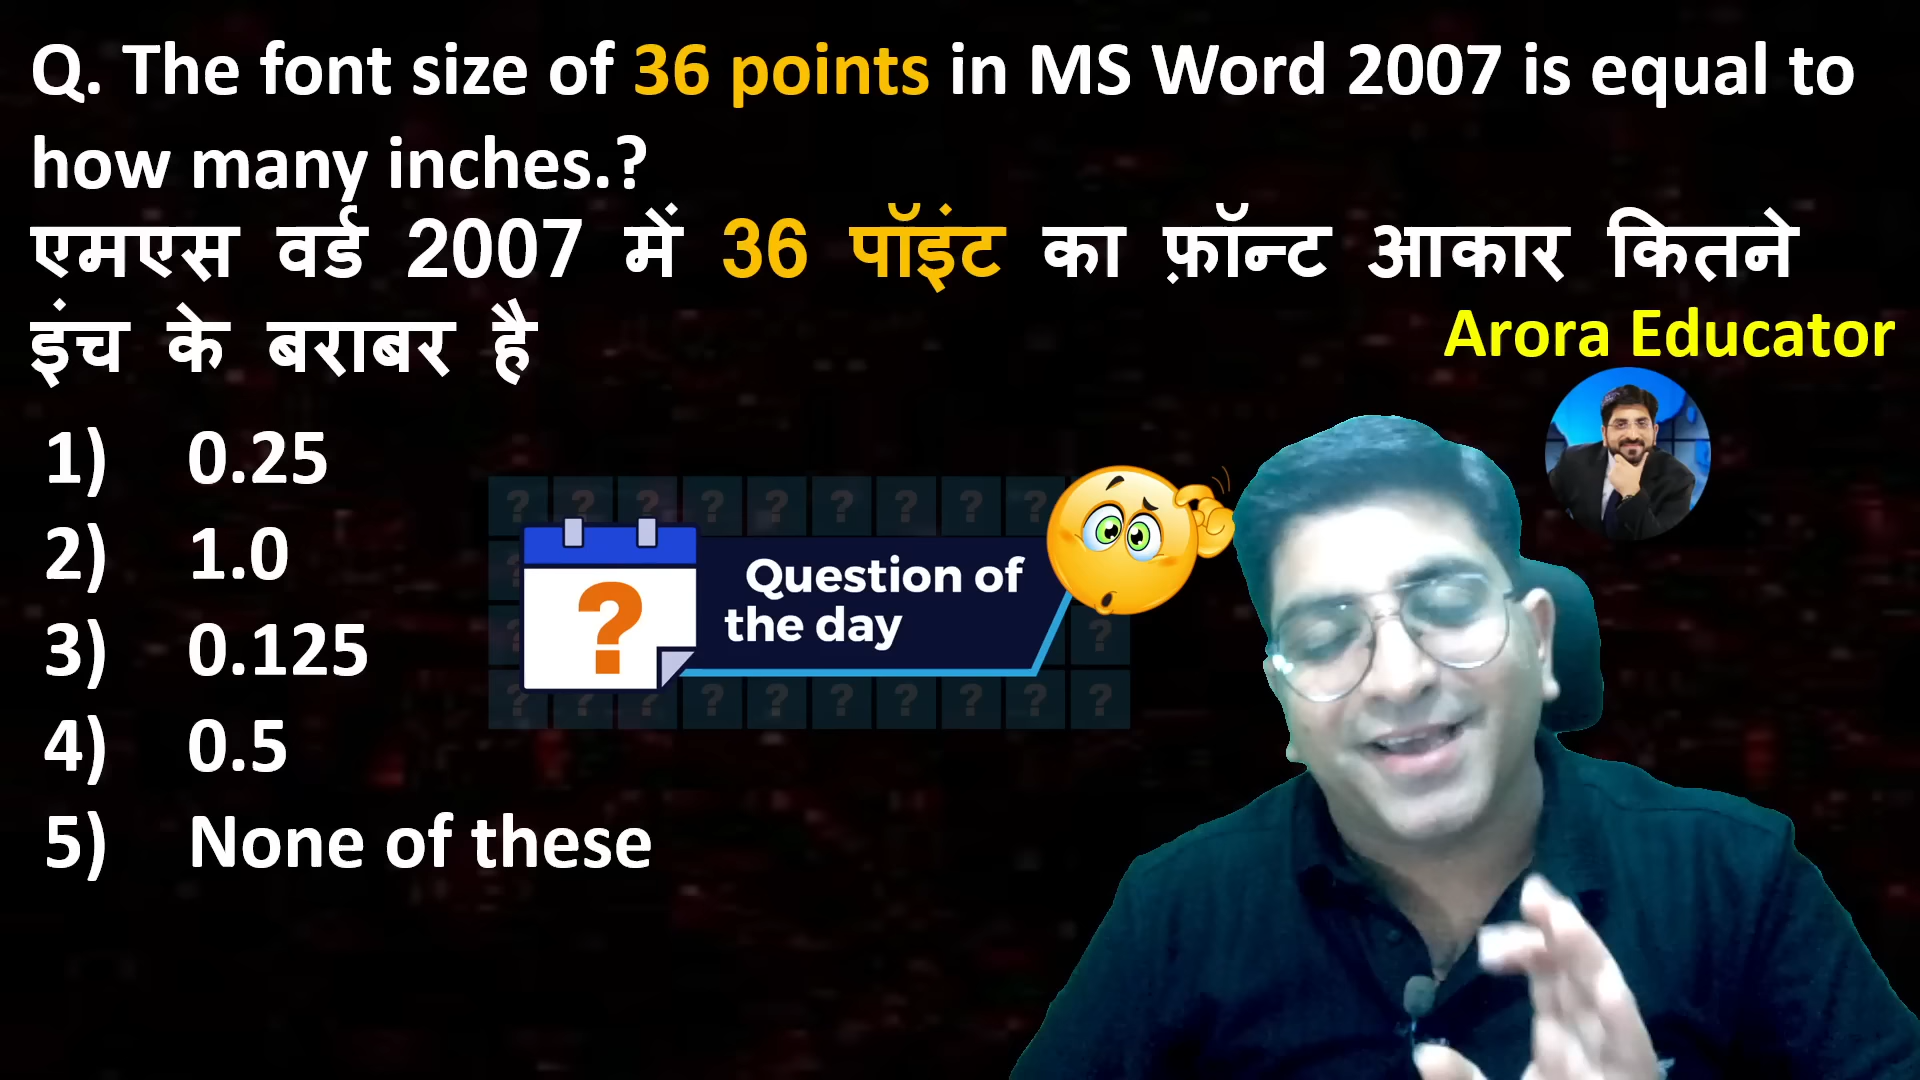 Q. The font size of 36 points in MS Word 2007 is equal to
how many inches.?
एमएस वर्ड 2007 में 36 पॉइंट का फ़ॉन्ट आकार कितने
इंच के बराबर है
Arora Educator
1) 0.25
2) 1.0
3) 0.125
4) 0.5
5) None of these
Question of
the day